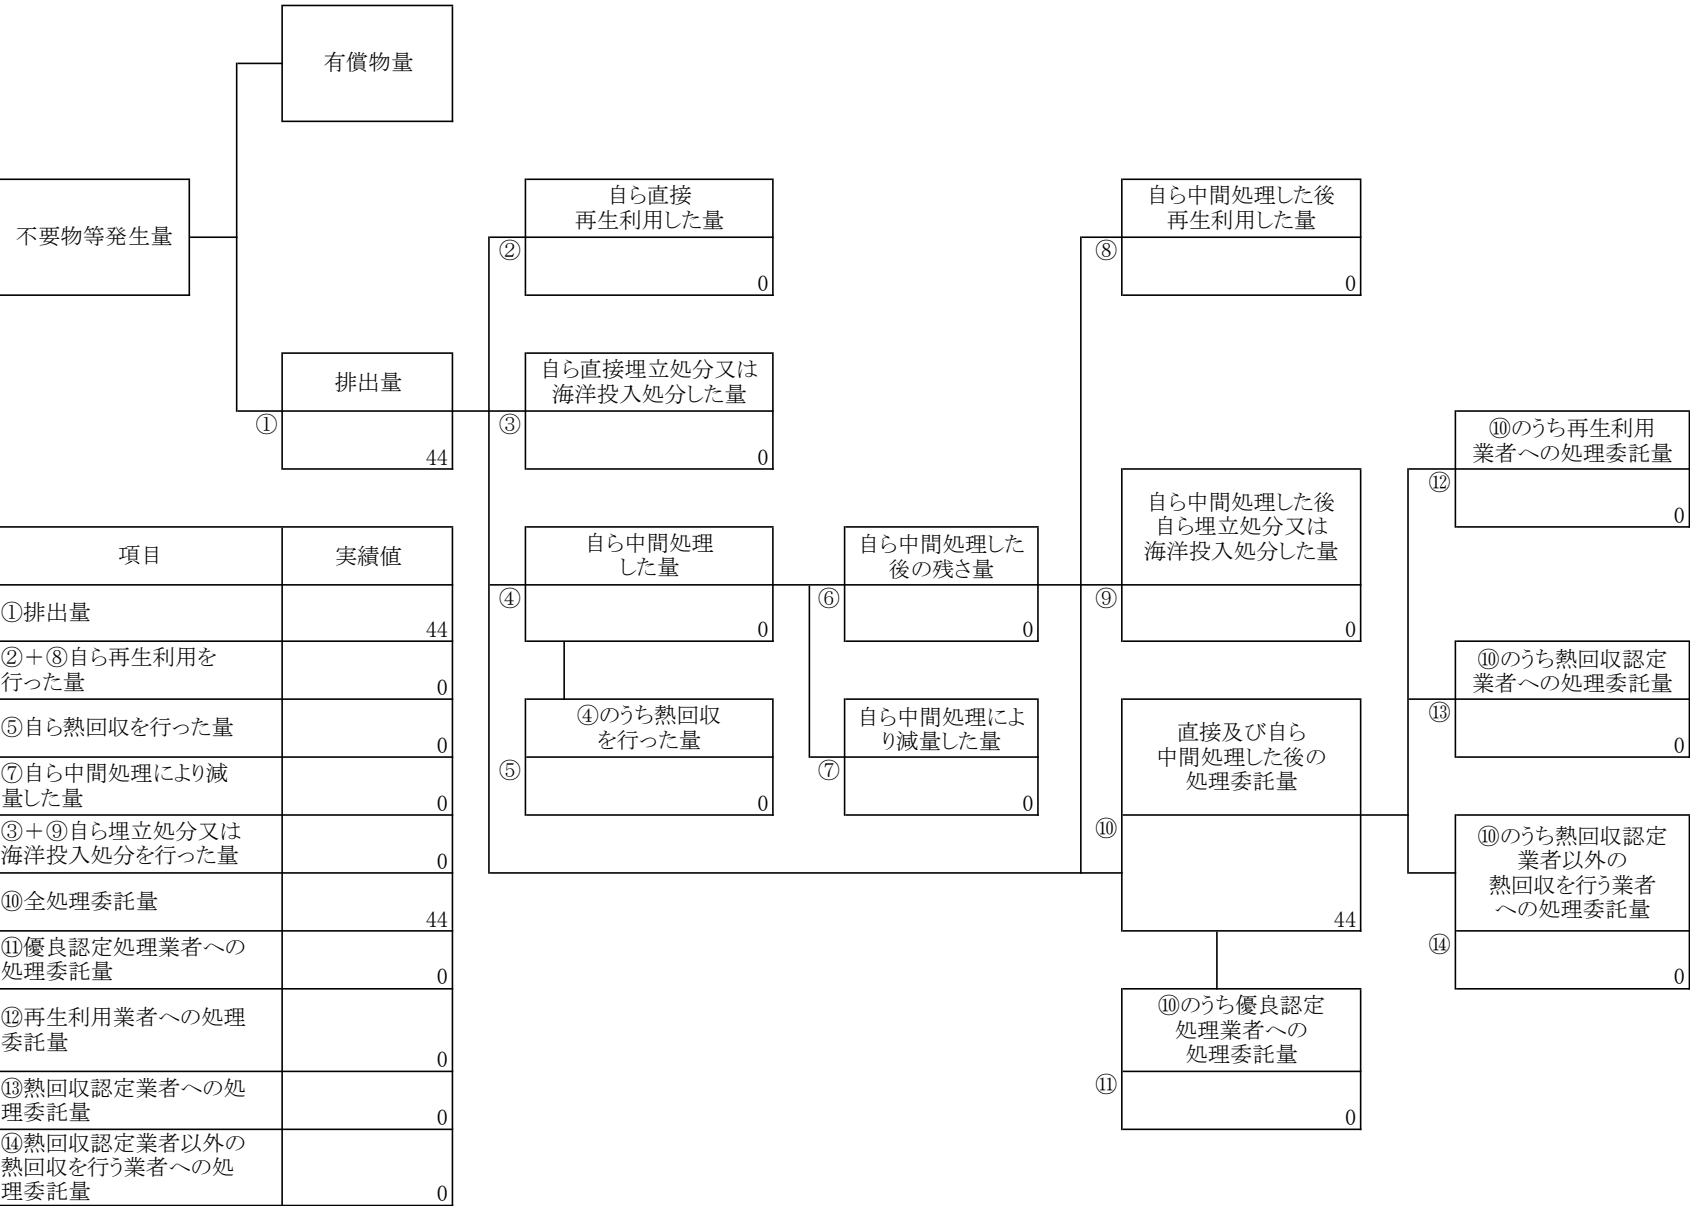 有償物量
不要物等発生量
自ら直接
再生利用した量
②
0
自ら中間処理した後
再生利用した量
⑧
0
排出量
①
44
自ら直接埋立処分又は
海洋投入処分した量
③
0
⑩のうち再生利用
業者への処理委託量
⑫
0
自ら中間処理した後
自ら埋立処分又は
海洋投入処分した量
⑨
0
自ら中間処理
した量
④
0
自ら中間処理した
後の残さ量
⑥
0
⑩のうち熱回収認定
業者への処理委託量
⑬
0
④のうち熱回収
を行った量
⑤
0
自ら中間処理によ
り減量した量
⑦
0
直接及び自ら
中間処理した後の
処理委託量
⑩
44
⑩のうち熱回収認定
業者以外の
熱回収を行う業者
への処理委託量
⑭
0
⑩のうち優良認定
処理業者への
処理委託量
⑪
0
項目 実績値
①排出量
44
②+⑧自ら再生利用を
行った量
0
⑤自ら熱回収を行った量
0
⑦自ら中間処理により減
量した量
0
③+⑨自ら埋立処分又は
海洋投入処分を行った量
0
⑩全処理委託量
44
⑪優良認定処理業者への
処理委託量
0
⑫再生利用業者への処理
委託量
0
⑬熱回収認定業者への処
理委託量
0
⑭熱回収認定業者以外の
熱回収を行う業者への処
理委託量
0